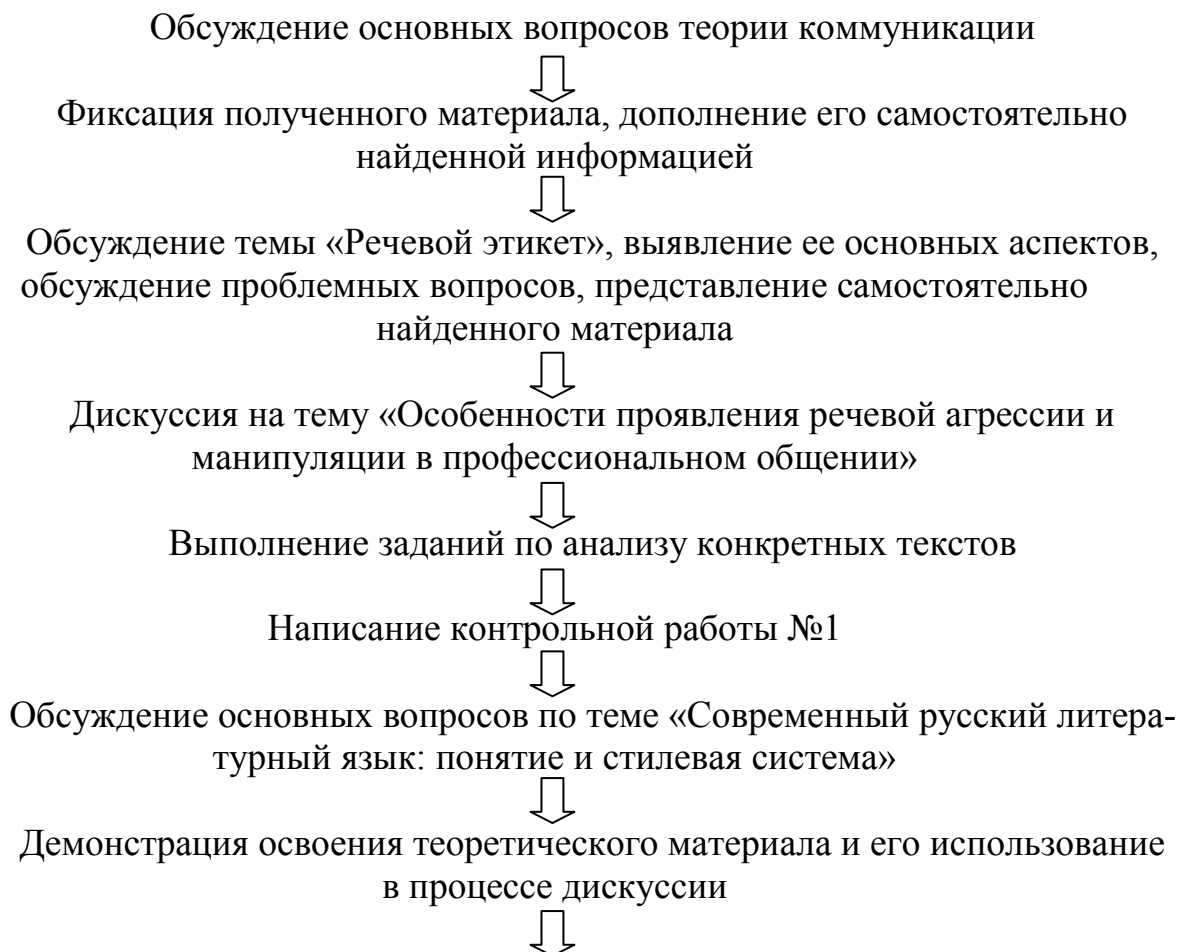 Обсуждение основных вопросов теории коммуникации
Фиксация полученного материала, дополнение его самостоятельно
найденной информацией
Обсуждение темы «Речевой этикет», выявление ее основных аспектов,
обсуждение проблемных вопросов, представление самостоятельно
найденного материала
Дискуссия на тему «Особенности проявления речевой агрессии и
манипуляции в профессиональном общении»
Выполнение заданий по анализу конкретных текстов
Написание контрольной работы №1
Обсуждение основных вопросов по теме «Современный русский литера-
турный язык: понятие и стилевая система»
Демонстрация освоения теоретического материала и его использование
в процессе дискуссии